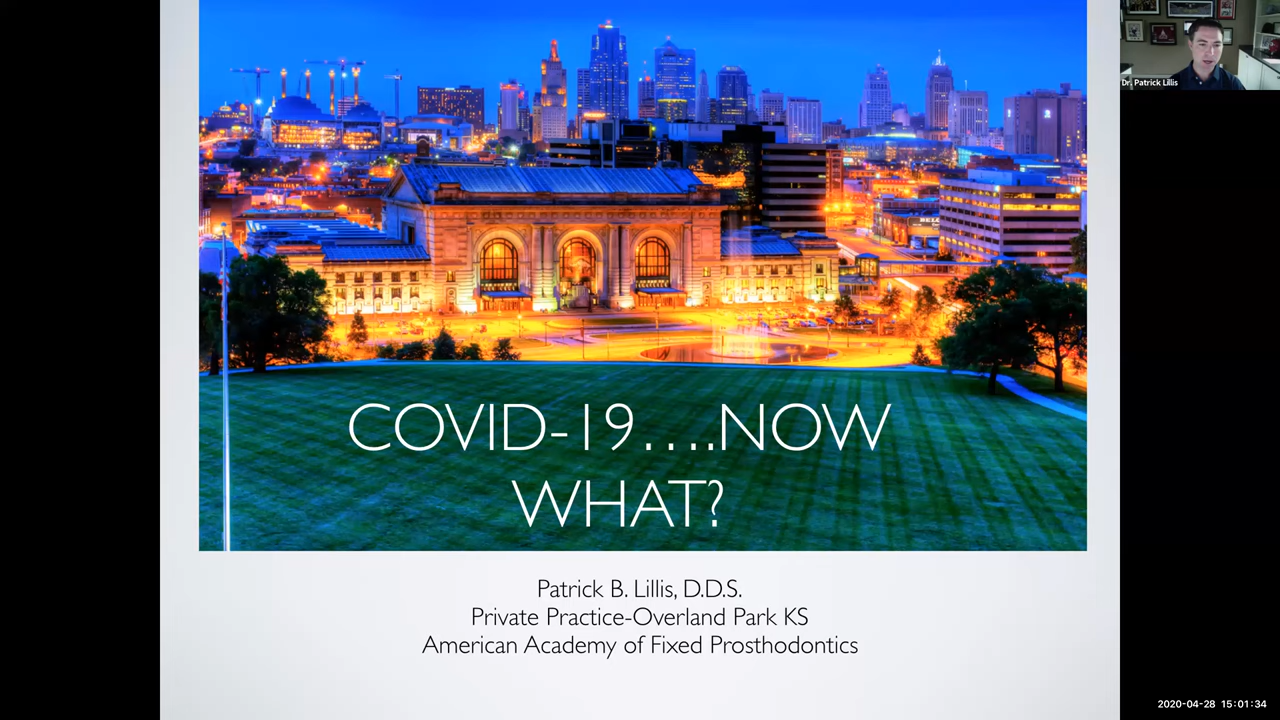 Dr. Patrick Lillis
COVID-19….NOW
WHAT?
Patrick B. Lillis, D.D.S.
Private Practice-Overland Park KS
American Academy of Fixed Prosthodontics
2020-04-28 15:01:34